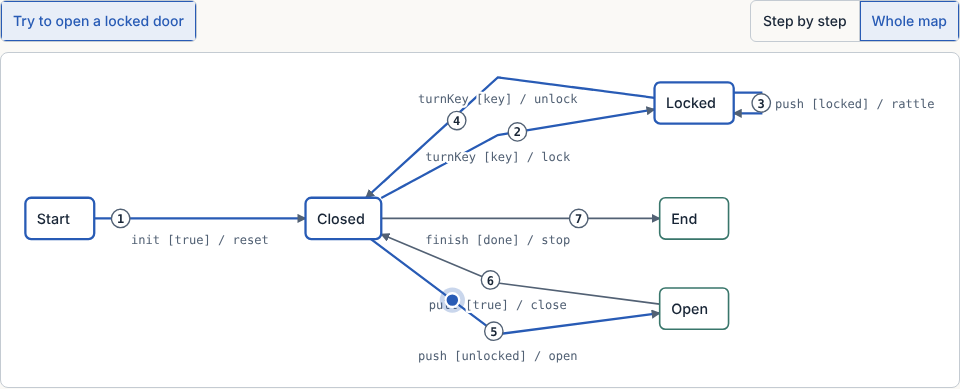 Try to open a locked door
Step by step
Whole map
turnKey [key] / unlock
Locked
3
push [locked] / rattle
4
2
turnKey [key] / lock
Start
1
Closed
7
End
init [true] / reset
finish [done] / stop
6
[true] / close
Open
5
push [unlocked] / open